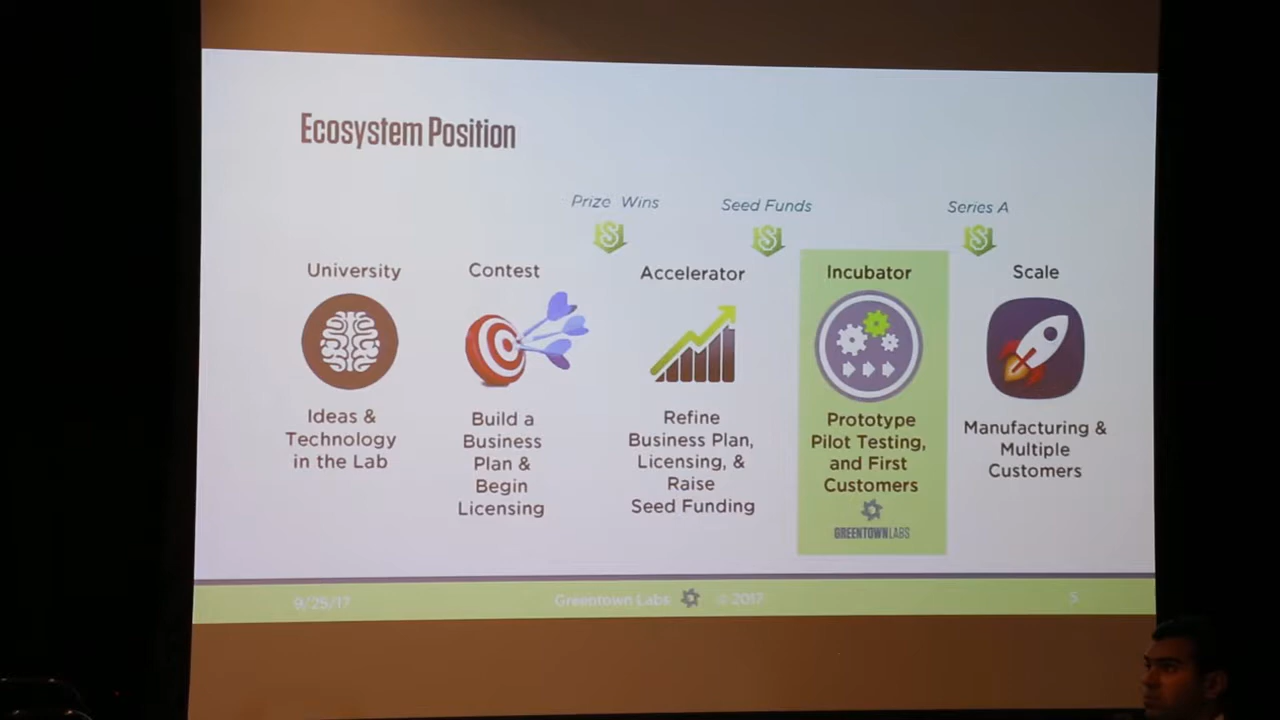 Ecosystem Position
Prize Wins
Seed Funds
Series A
University
Contest
Accelerator
Incubator
Scale
Ideas &
Technology
in the Lab
Build a
Business
Plan &
Begin
Licensing
Refine
Business Plan,
Licensing, &
Raise
Seed Funding
Prototype
Pilot Testing,
and First
Customers
GREENTOWN LABS
Manufacturing &
Multiple
Customers
9/25/17
Greentown Labs © 2017
5